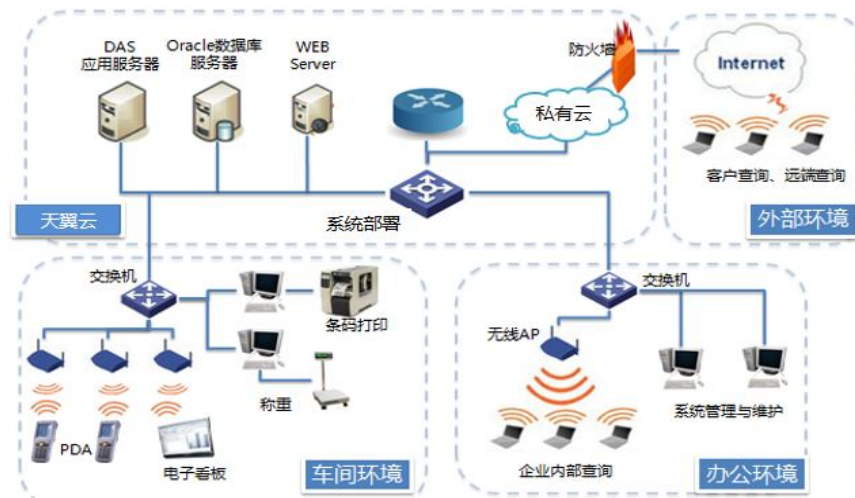 DAS
应用服务器
Oracle数据库
服务器
WEB
Server
防火墙
Internet
私有云
客户查询、远端查询
天翼云
系统部署
外部环境
交换机
条码打印
称重
PDA
电子看板
车间环境
交换机
无线AP
系统管理与维护
企业内部查询
办公环境